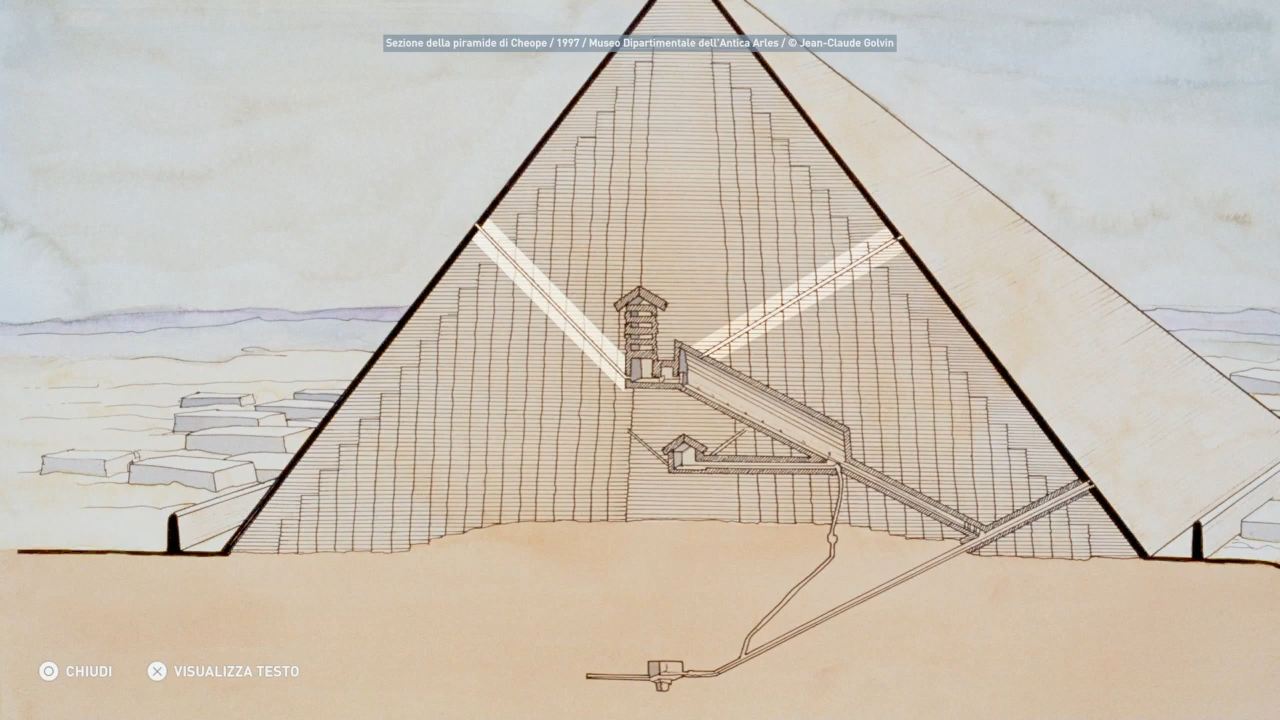 Sezione della piramide di Cheope / 1997 / Museo Dipartimentale dell'Antica Arles / © Jean-Claude Golvin
CHIUDI VISUALIZZA TESTO